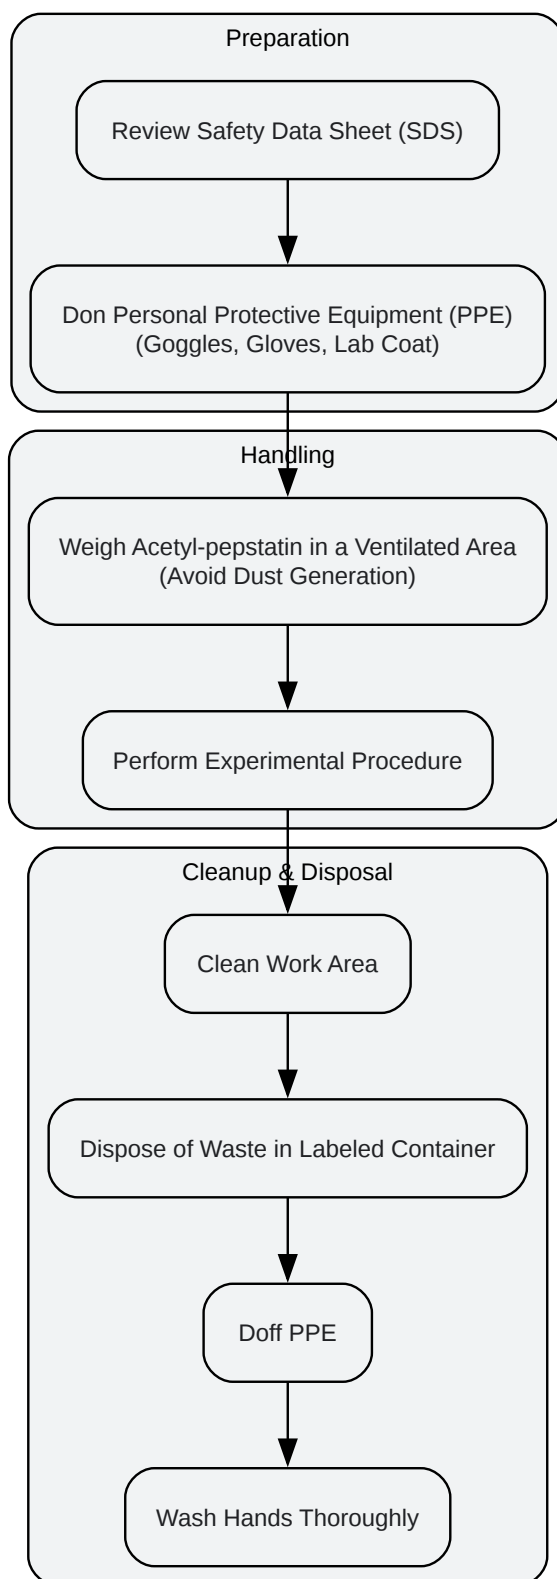 Preparation
Review Safety Data Sheet (SDS)
Don Personal Protective Equipment (PPE)
(Goggles, Gloves, Lab Coat)
Handling
Weigh Acetyl-pepstatin in a Ventilated Area
(Avoid Dust Generation)
Perform Experimental Procedure
Cleanup & Disposal
Clean Work Area
Dispose of Waste in Labeled Container
Doff PPE
Wash Hands Thoroughly